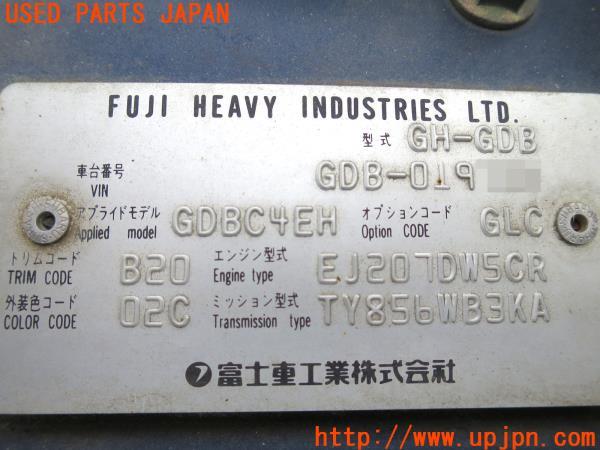 USED PARTS JAPAN
FUJI HEAVY INDUSTRIES LTD.
型式 GH-GDB
車台番号 GDB-019
VIN
アプライドモデル GDBC4EH オプションコード GLC
Applied model Option Code
トリムコード B20 エンジン型式 EJ207DW5CR
TRIM CODE Engine type
外装色コード 02C ミッション型式 TY856WB3KA
COLOR CODE Transmission type
富士重工業株式会社
http://www.upjpn.com/